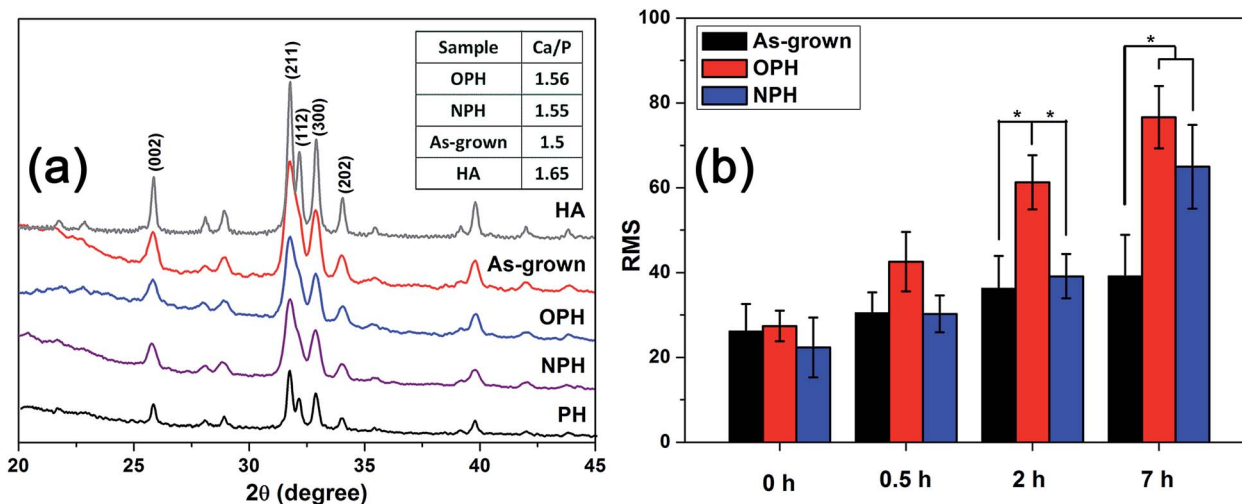 (a)
Sample Ca/P
OPH 1.56
NPH 1.55
As-grown 1.5
HA 1.65
(002)
(211)
(112)
(300)
(202)
HA
As-grown
OPH
NPH
PH
20 25 30 35 40 45
2θ (degree)
(b)
As-grown
OPH
NPH
100
80
60
40
20
0
RMS
* * *
0 h 0.5 h 2 h 7 h